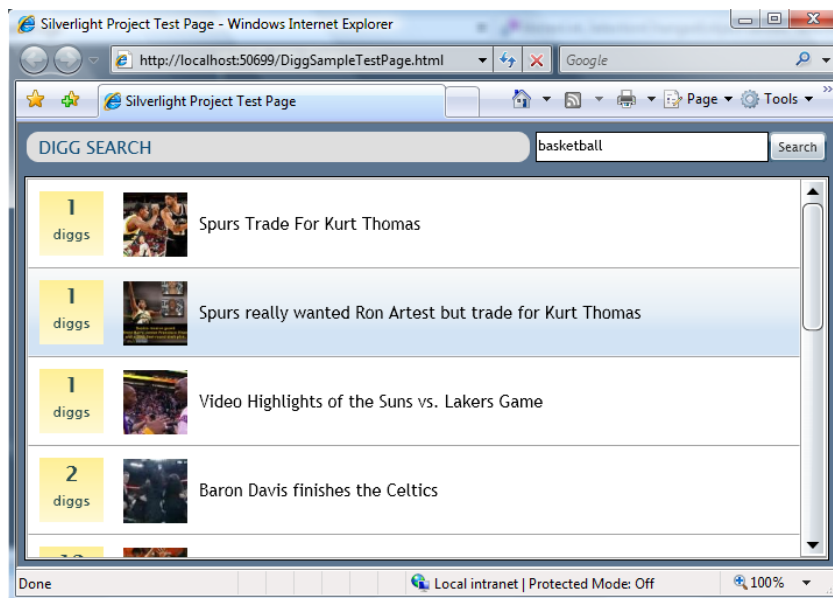 Silverlight Project Test Page - Windows Internet Explorer
http://localhost:50699/DiggSampleTestPage.html
Google
Silverlight Project Test Page
Page
Tools
DIGG SEARCH
basketball
Search
1
diggs
Spurs Trade For Kurt Thomas
1
diggs
Spurs really wanted Ron Artest but trade for Kurt Thomas
1
diggs
Video Highlights of the Suns vs. Lakers Game
2
diggs
Baron Davis finishes the Celtics
Done
Local intranet | Protected Mode: Off
100%